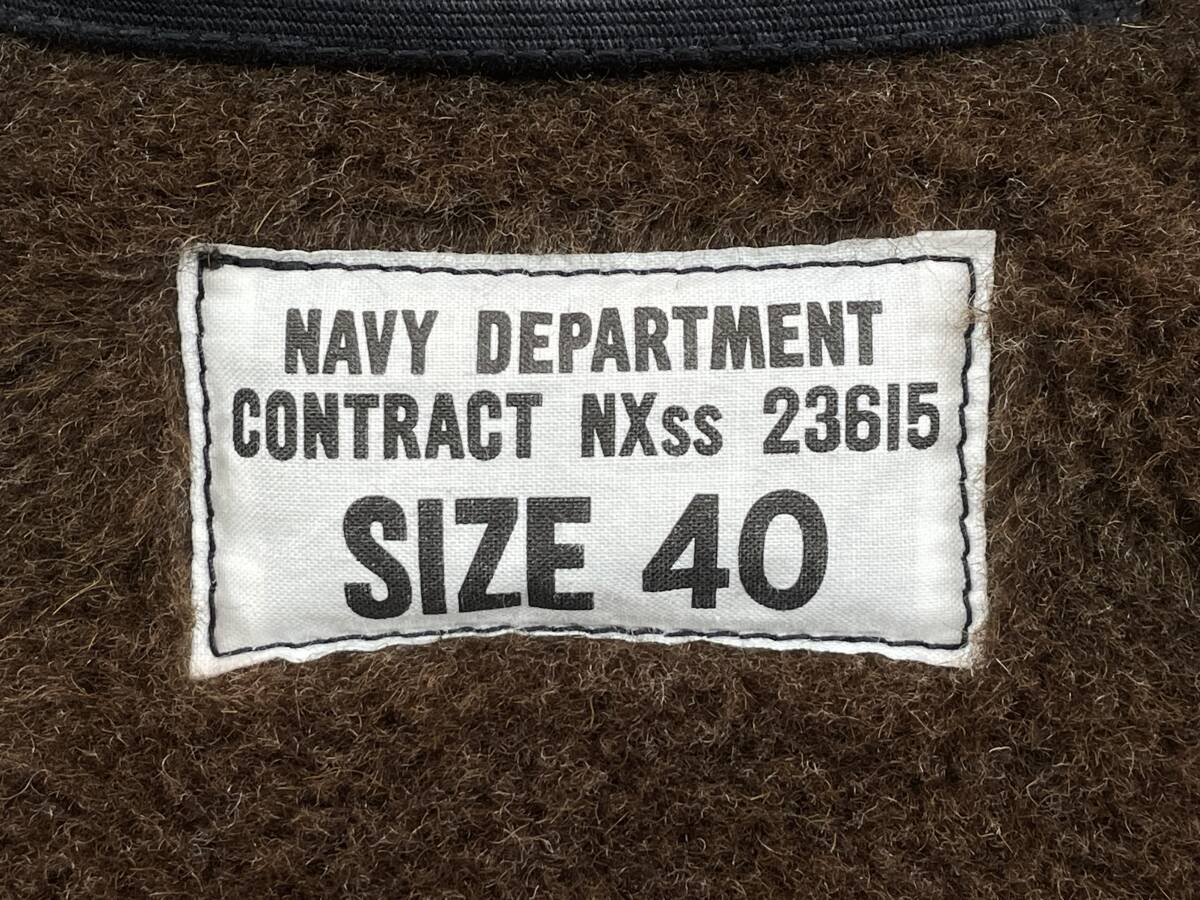 NAVY DEPARTMENT
CONTRACT NXss 23615
SIZE 40